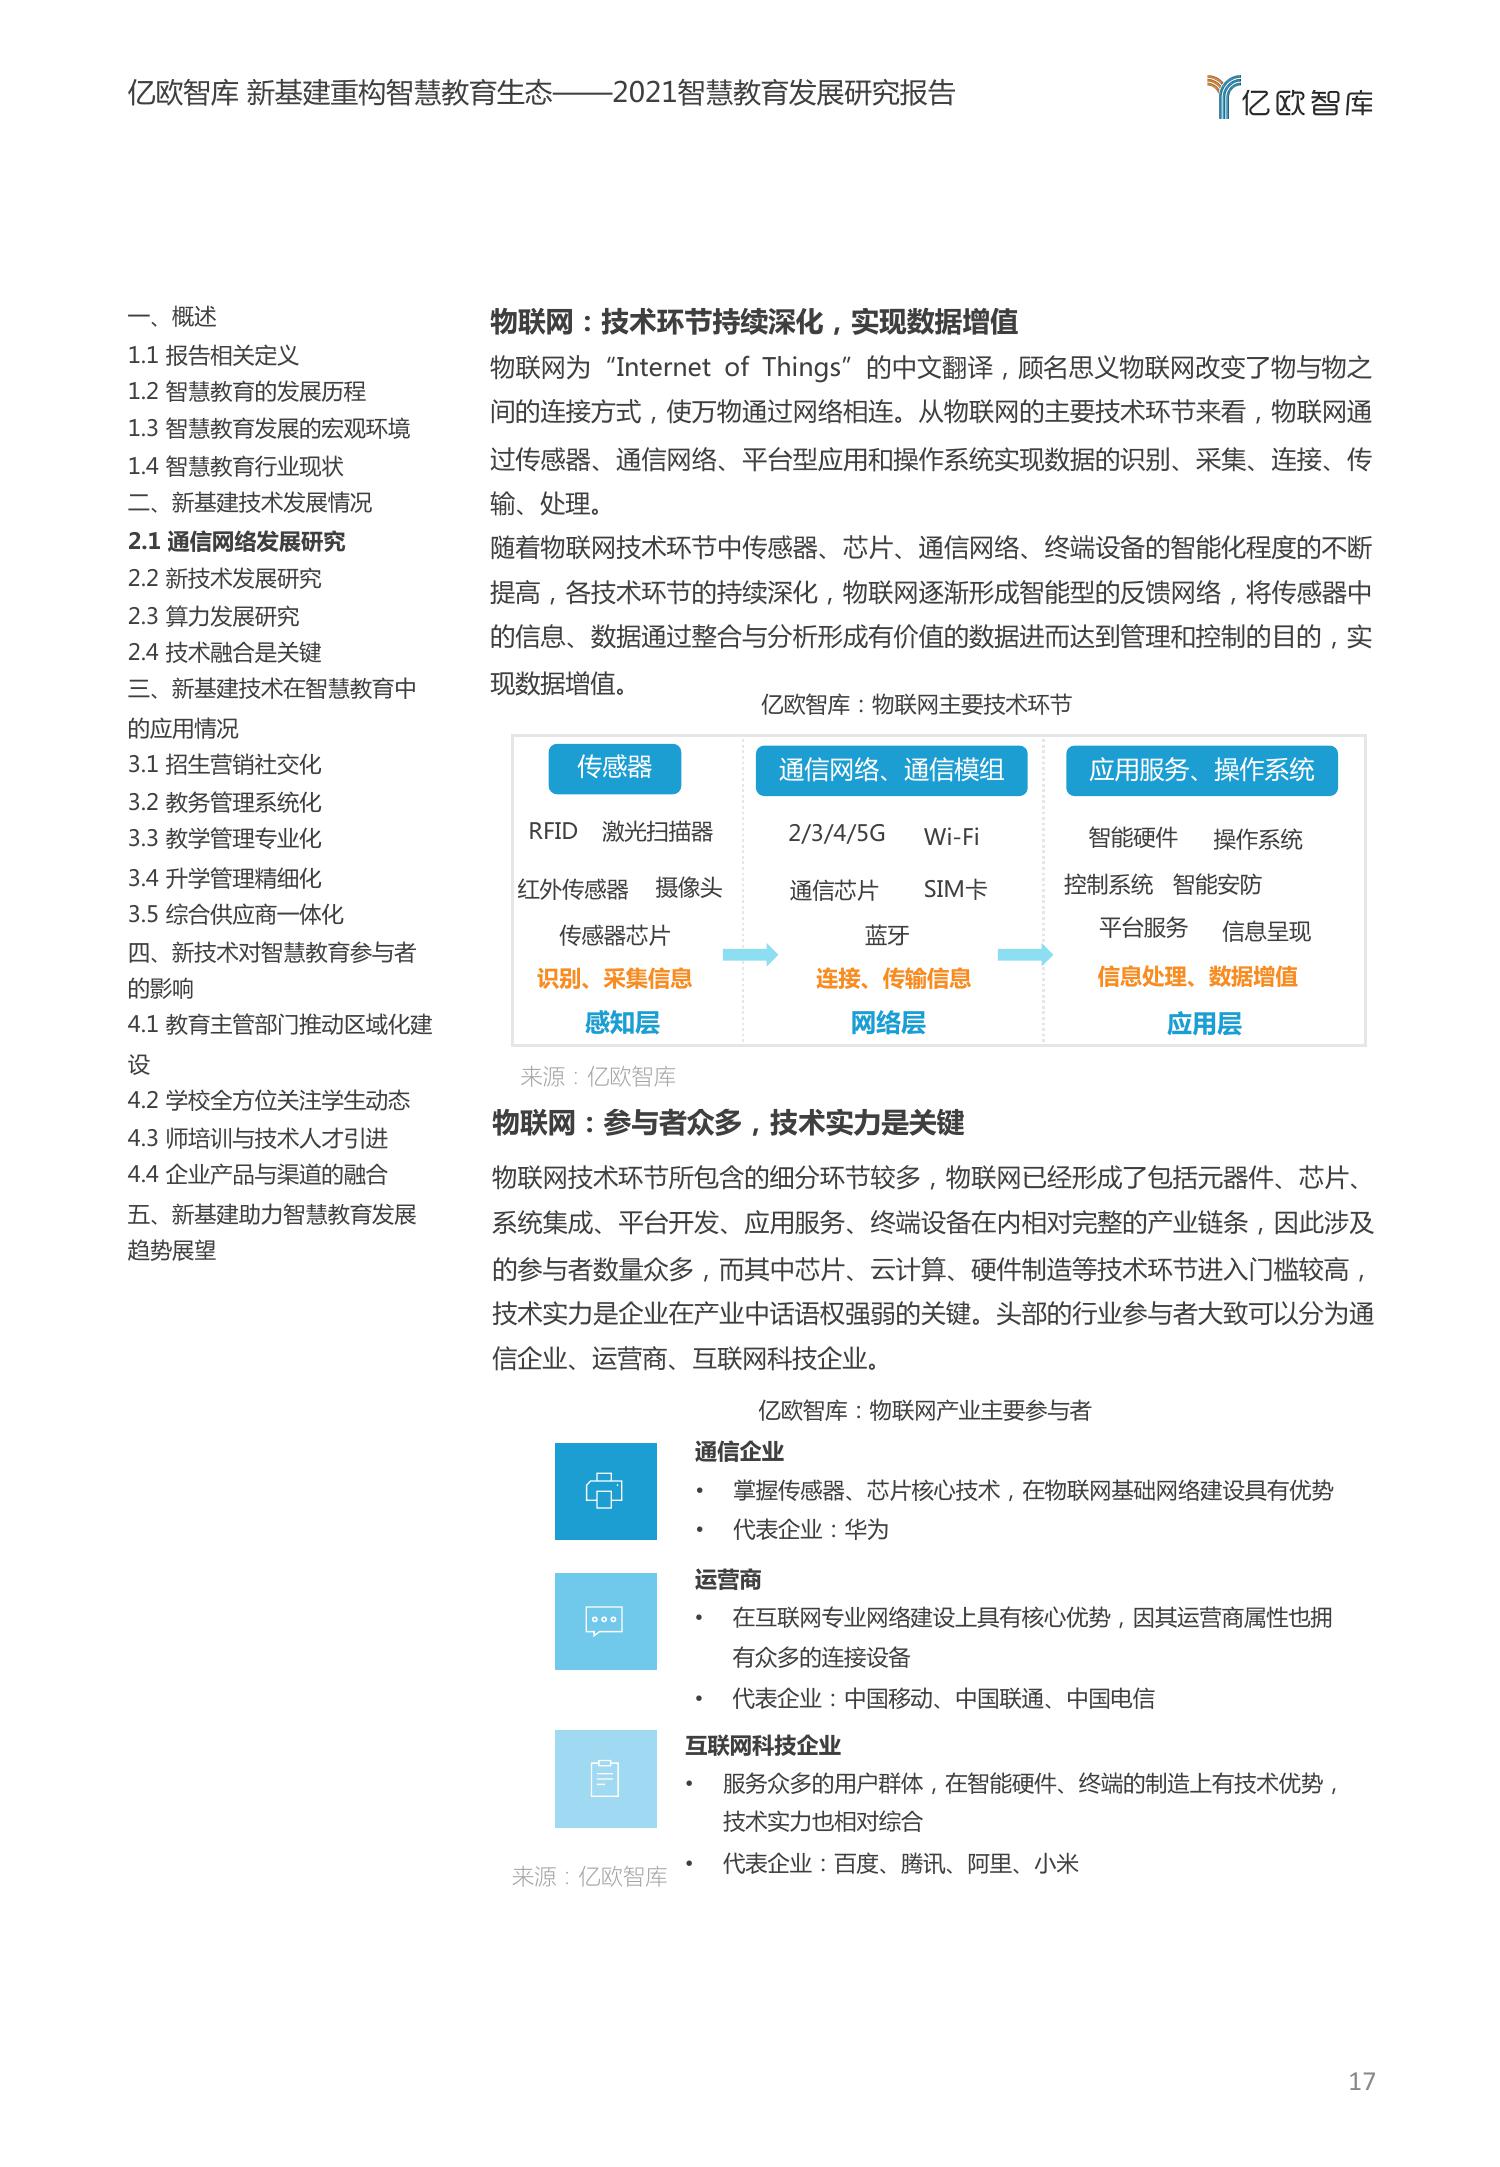 亿欧智库 新基建重构智慧教育生态——2021智慧教育发展研究报告
亿欧智库
一、概述
1.1 报告相关定义
1.2 智慧教育的发展历程
1.3 智慧教育发展的宏观环境
1.4 智慧教育行业现状
二、新基建技术发展情况
2.1 通信网络发展研究
2.2 新技术发展研究
2.3 算力发展研究
2.4 技术融合是关键
三、新基建技术在智慧教育中
的应用情况
3.1 招生营销社交化
3.2 教务管理系统化
3.3 教学管理专业化
3.4 升学管理精细化
3.5 综合供应商一体化
四、新技术对智慧教育参与者
的影响
4.1 教育主管部门推动区域化建
设
4.2 学校全方位关注学生动态
4.3 师培训与技术人才引进
4.4 企业产品与渠道的融合
五、新基建助力智慧教育发展
趋势展望
物联网：技术环节持续深化，实现数据增值
物联网为“Internet of Things”的中文翻译，顾名思义物联网改变了物与物之
间的连接方式，使万物通过网络相连。从物联网的主要技术环节来看，物联网通
过传感器、通信网络、平台型应用和操作系统实现数据的识别、采集、连接、传
输、处理。
随着物联网技术环节中传感器、芯片、通信网络、终端设备的智能化程度的不断
提高，各技术环节的持续深化，物联网逐渐形成智能型的反馈网络，将传感器中
的信息、数据通过整合与分析形成有价值的数据进而达到管理和控制的目的，实
现数据增值。
亿欧智库：物联网主要技术环节
传感器
RFID 激光扫描器
红外传感器 摄像头
传感器芯片
识别、采集信息
感知层
通信网络、通信模组
2/3/4/5G Wi-Fi
通信芯片 SIM卡
蓝牙
连接、传输信息
网络层
应用服务、操作系统
智能硬件 操作系统
控制系统 智能安防
平台服务 信息呈现
信息处理、数据增值
应用层
来源：亿欧智库
物联网：参与者众多，技术实力是关键
物联网技术环节所包含的细分环节较多，物联网已经形成了包括元器件、芯片、
系统集成、平台开发、应用服务、终端设备在内相对完整的产业链条，因此涉及
的参与者数量众多，而其中芯片、云计算、硬件制造等技术环节进入门槛较高，
技术实力是企业在产业中话语权强弱的关键。头部的行业参与者大致可以分为通
信企业、运营商、互联网科技企业。
亿欧智库：物联网产业主要参与者
通信企业
• 掌握传感器、芯片核心技术，在物联网基础网络建设具有优势
• 代表企业：华为
运营商
• 在互联网专业网络建设上具有核心优势，因其运营商属性也拥
有众多的连接设备
• 代表企业：中国移动、中国联通、中国电信
互联网科技企业
• 服务众多的用户群体，在智能硬件、终端的制造上有技术优势，
技术实力也相对综合
• 代表企业：百度、腾讯、阿里、小米
来源：亿欧智库
17